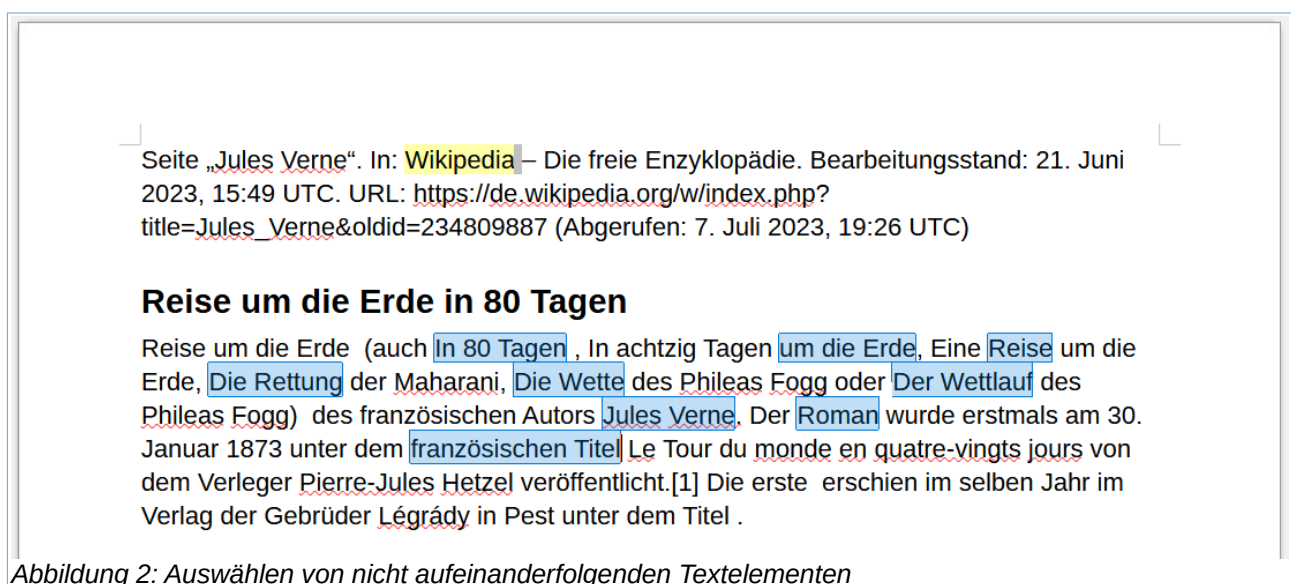 Seite „Jules Verne“. In: Wikipedia – Die freie Enzyklopädie. Bearbeitungsstand: 21. Juni
2023, 15:49 UTC. URL: https://de.wikipedia.org/w/index.php?
title=Jules_Verne&oldid=234809887 (Abgerufen: 7. Juli 2023, 19:26 UTC)
Reise um die Erde in 80 Tagen
Reise um die Erde  (auch In 80 Tagen , In achtzig Tagen um die Erde, Eine Reise um die
Erde, Die Rettung der Maharani, Die Wette des Phileas Fogg oder Der Wettlauf des
Phileas Fogg)  des französischen Autors Jules Verne. Der Roman wurde erstmals am 30.
Januar 1873 unter dem französischen Titel Le Tour du monde en quatre-vingts jours von
dem Verleger Pierre-Jules Hetzel veröffentlicht.[1] Die erste  erschien im selben Jahr im
Verlag der Gebrüder Légrády in Pest unter dem Titel .
Abbildung 2: Auswählen von nicht aufeinanderfolgenden Textelementen